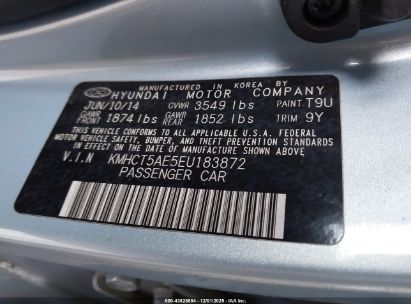 MANUFACTURED IN KOREA BY
HYUNDAI MOTOR COMPANY
JUN/10/14 GVWR 3549 lbs PAINT T9U
GAWR FRONT 1874 lbs GAWR REAR 1852 lbs TRIM 9Y
THIS VEHICLE CONFORMS TO ALL APPLICABLE FEDERAL
MOTOR VEHICLE SAFETY, BUMPER, AND THEFT PREVENTION
STANDARDS IN EFFECT ON THE DATE OF MANUFACTURE
SHOWN ABOVE.
V.I.N KMHCT5AE5EU183872
PASSENGER CAR